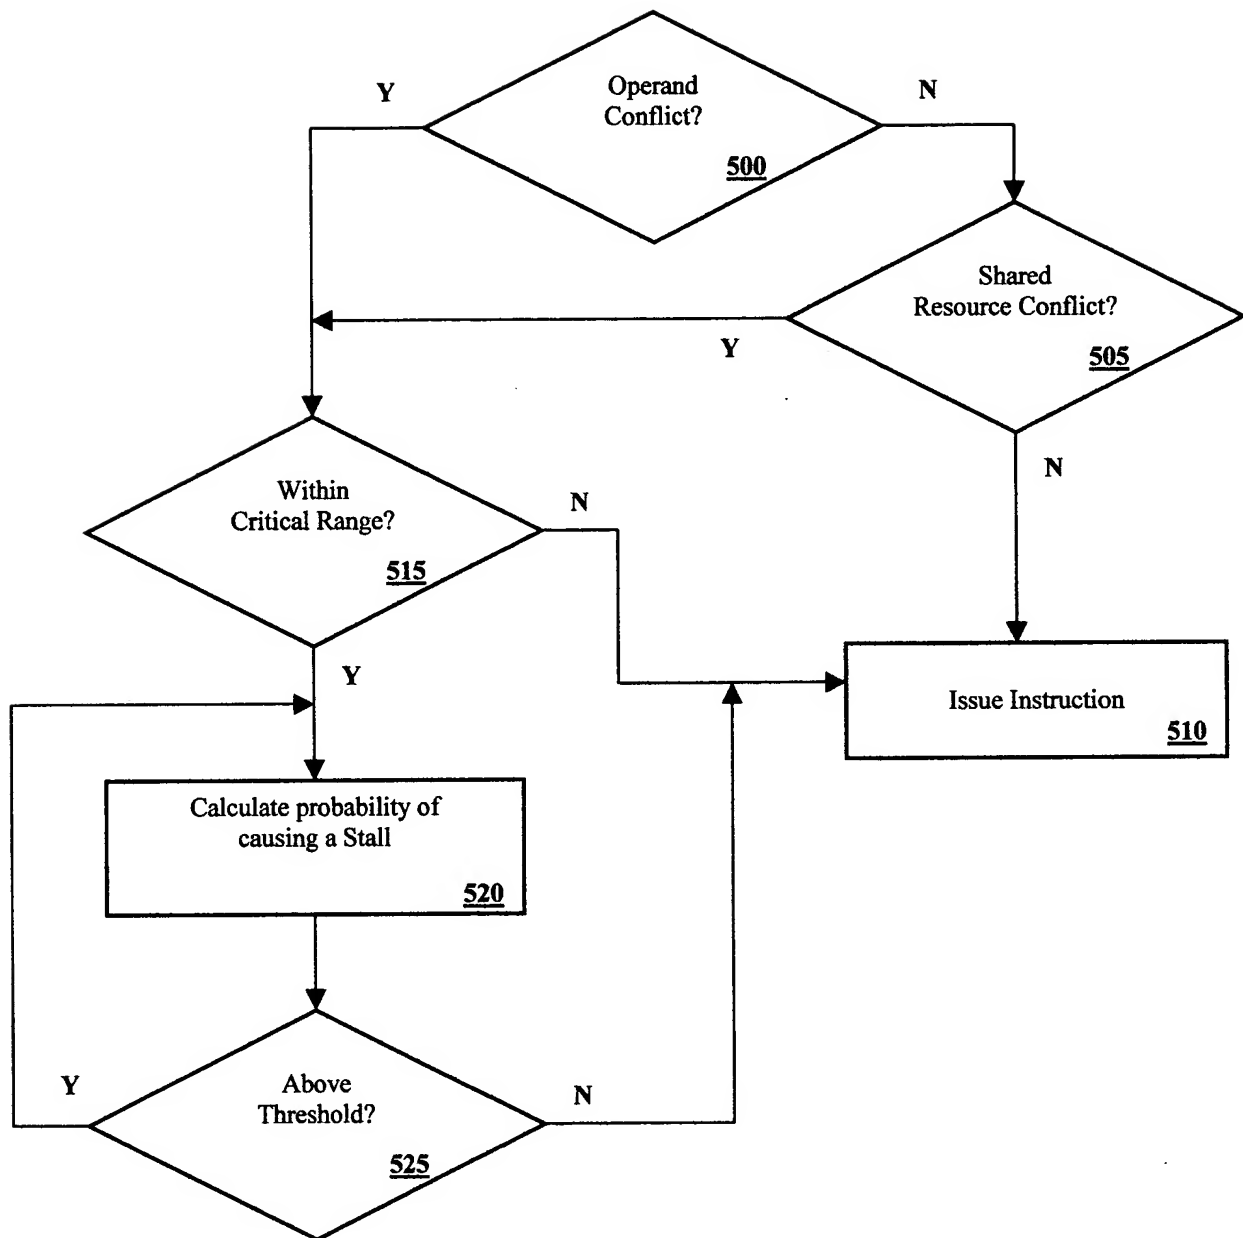 Y
Operand
Conflict?
500
N
Shared
Resource Conflict?
505
Y
N
Within
Critical Range?
515
N
Y
Issue Instruction
510
Calculate probability of
causing a Stall
520
Y
Above
Threshold?
525
N